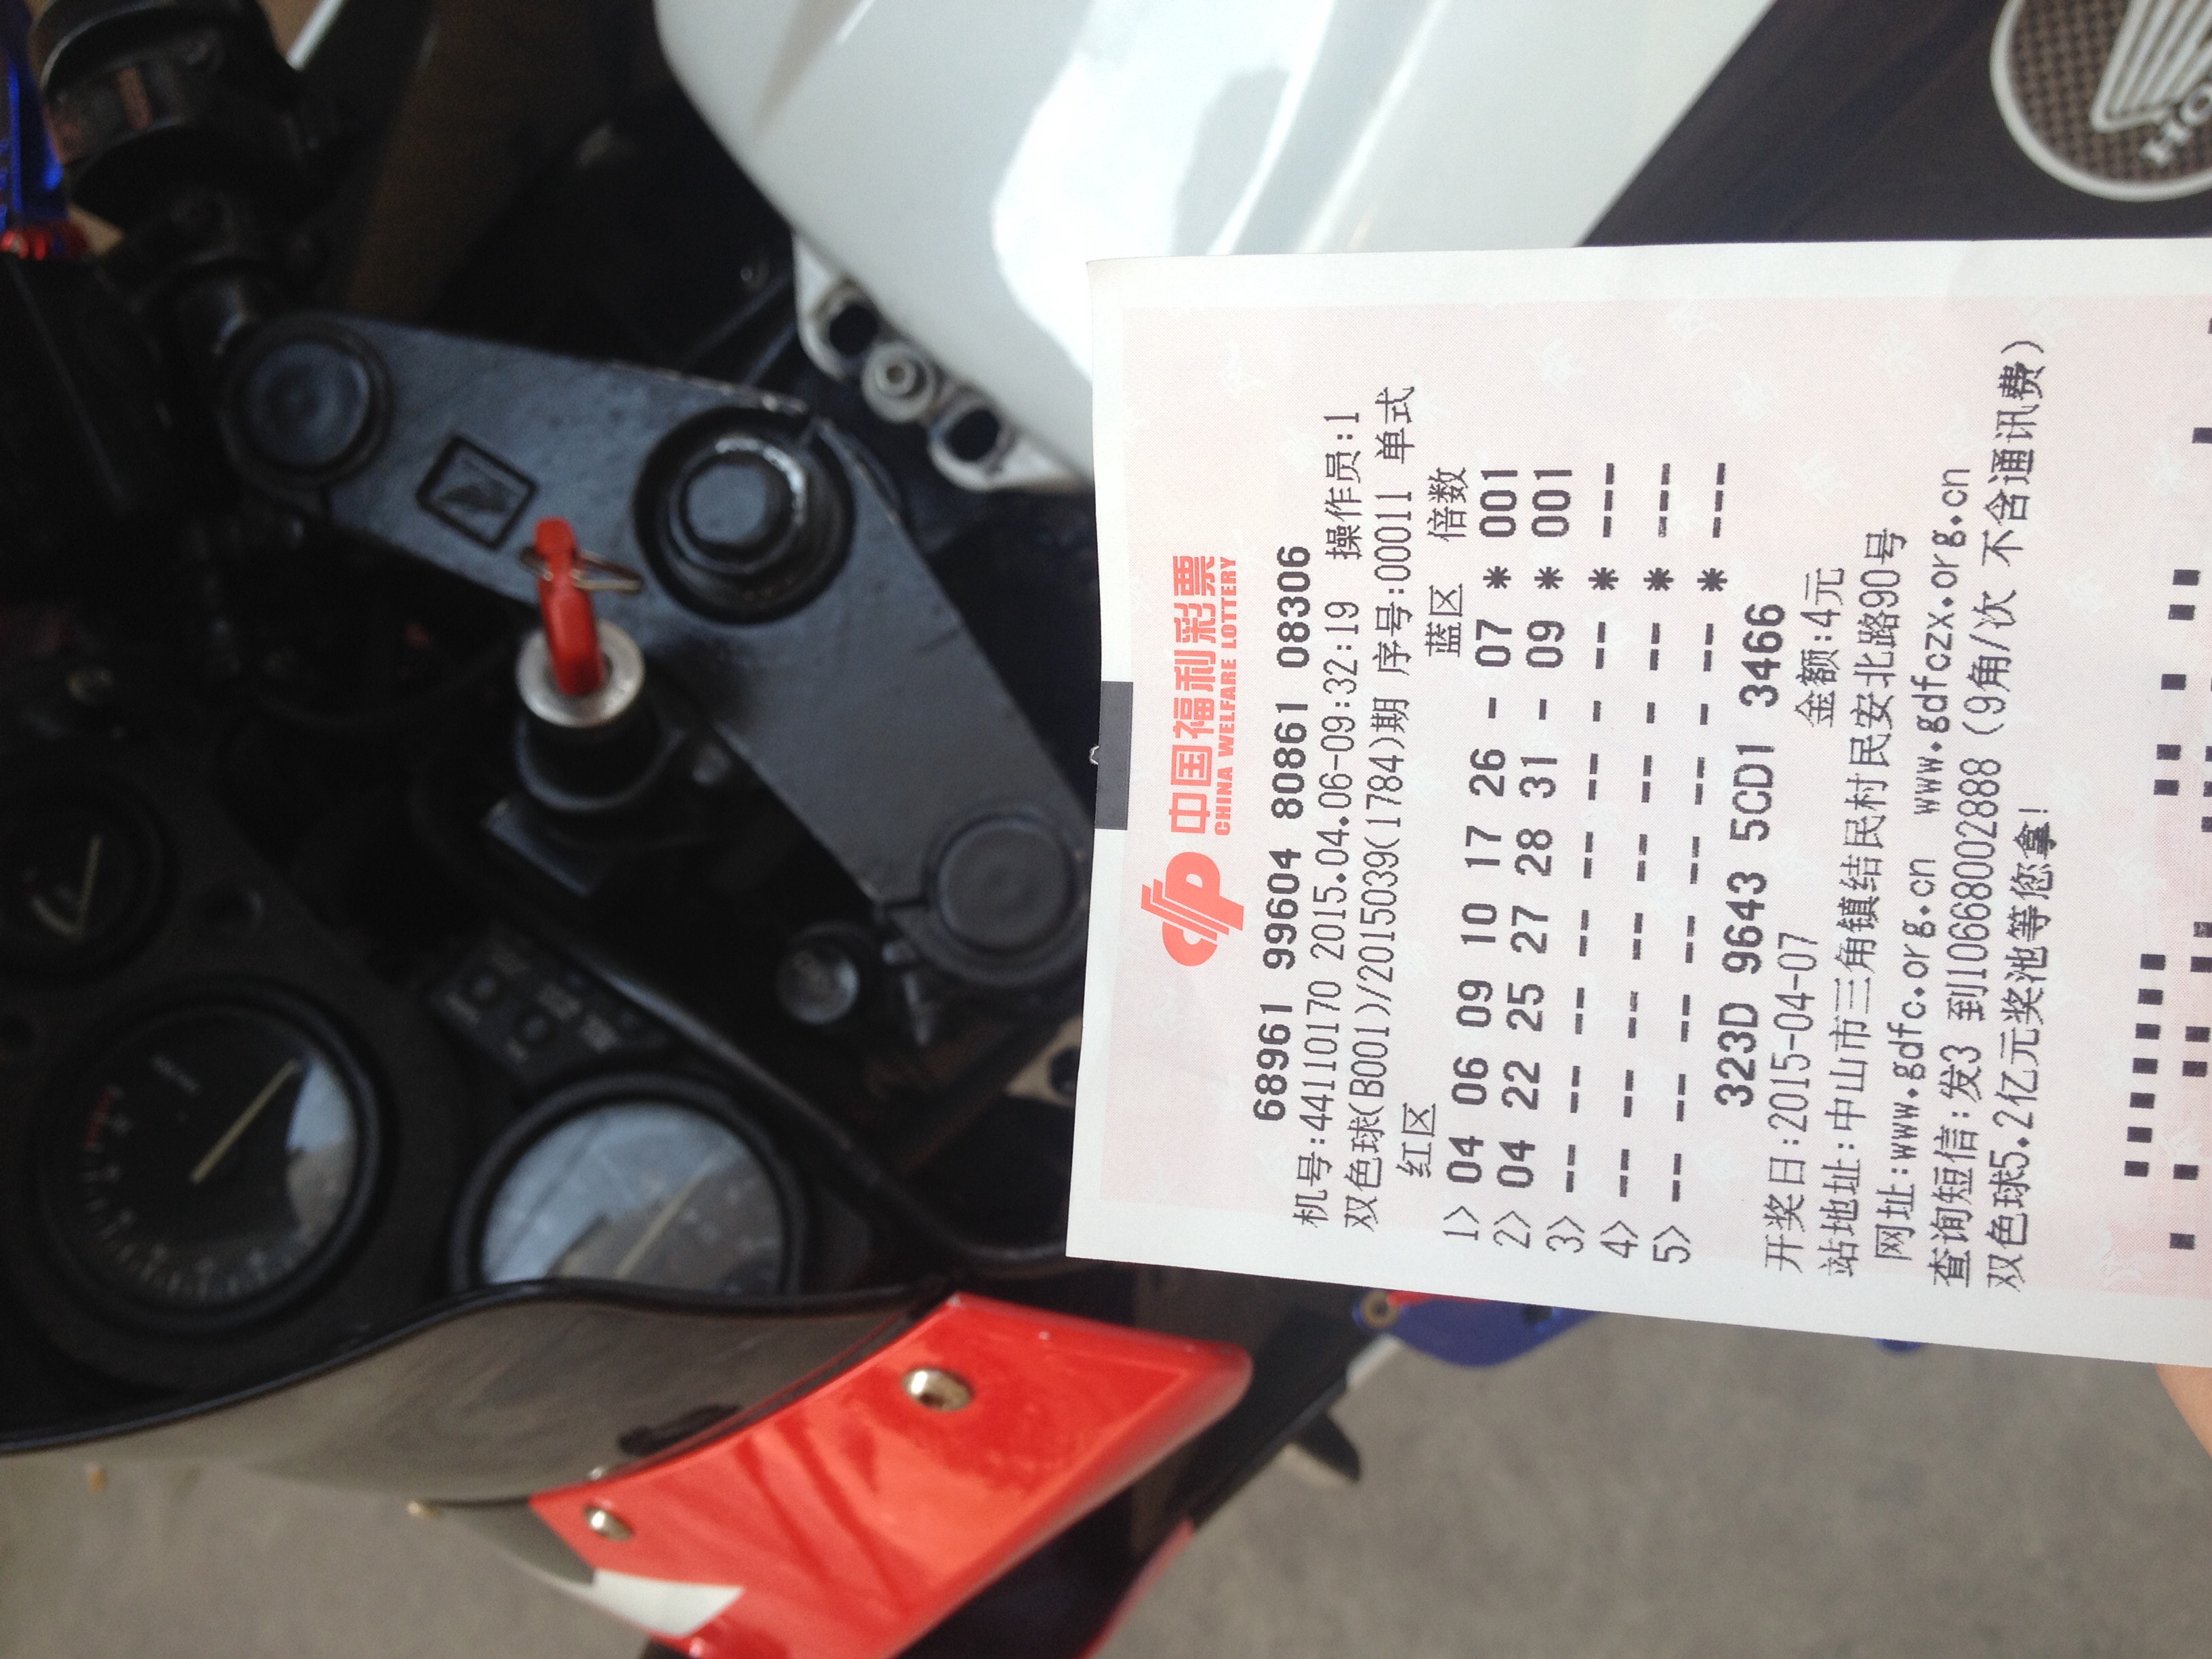 中国福利彩票
CHINA WELFARE LOTTERY
68961 99604 80861 08306
机号:44110170 2015.04.06-09:32:19 操作员:1
双色球(B001)/2015039(1784)期 序号:00011 单式
红区 蓝区 倍数
1> 04 06 09 10 17 26 - 07 * 001
2> 04 22 25 27 28 31 - 09 * 001
3> -- -- -- -- -- -- -- -- * ---
4> -- -- -- -- -- -- -- -- * ---
5> -- -- -- -- -- -- -- -- * ---
323D 9643 5CD1 3466
开奖日:2015-04-07 金额:4元
站地址:中山市三角镇结民村民安北路90号
网址:www.gdfc.org.cn www.gdfczx.org.cn
查询短信:发3 到10668002888(9角/次 不含通讯费)
双色球5.2亿元奖池等您拿!